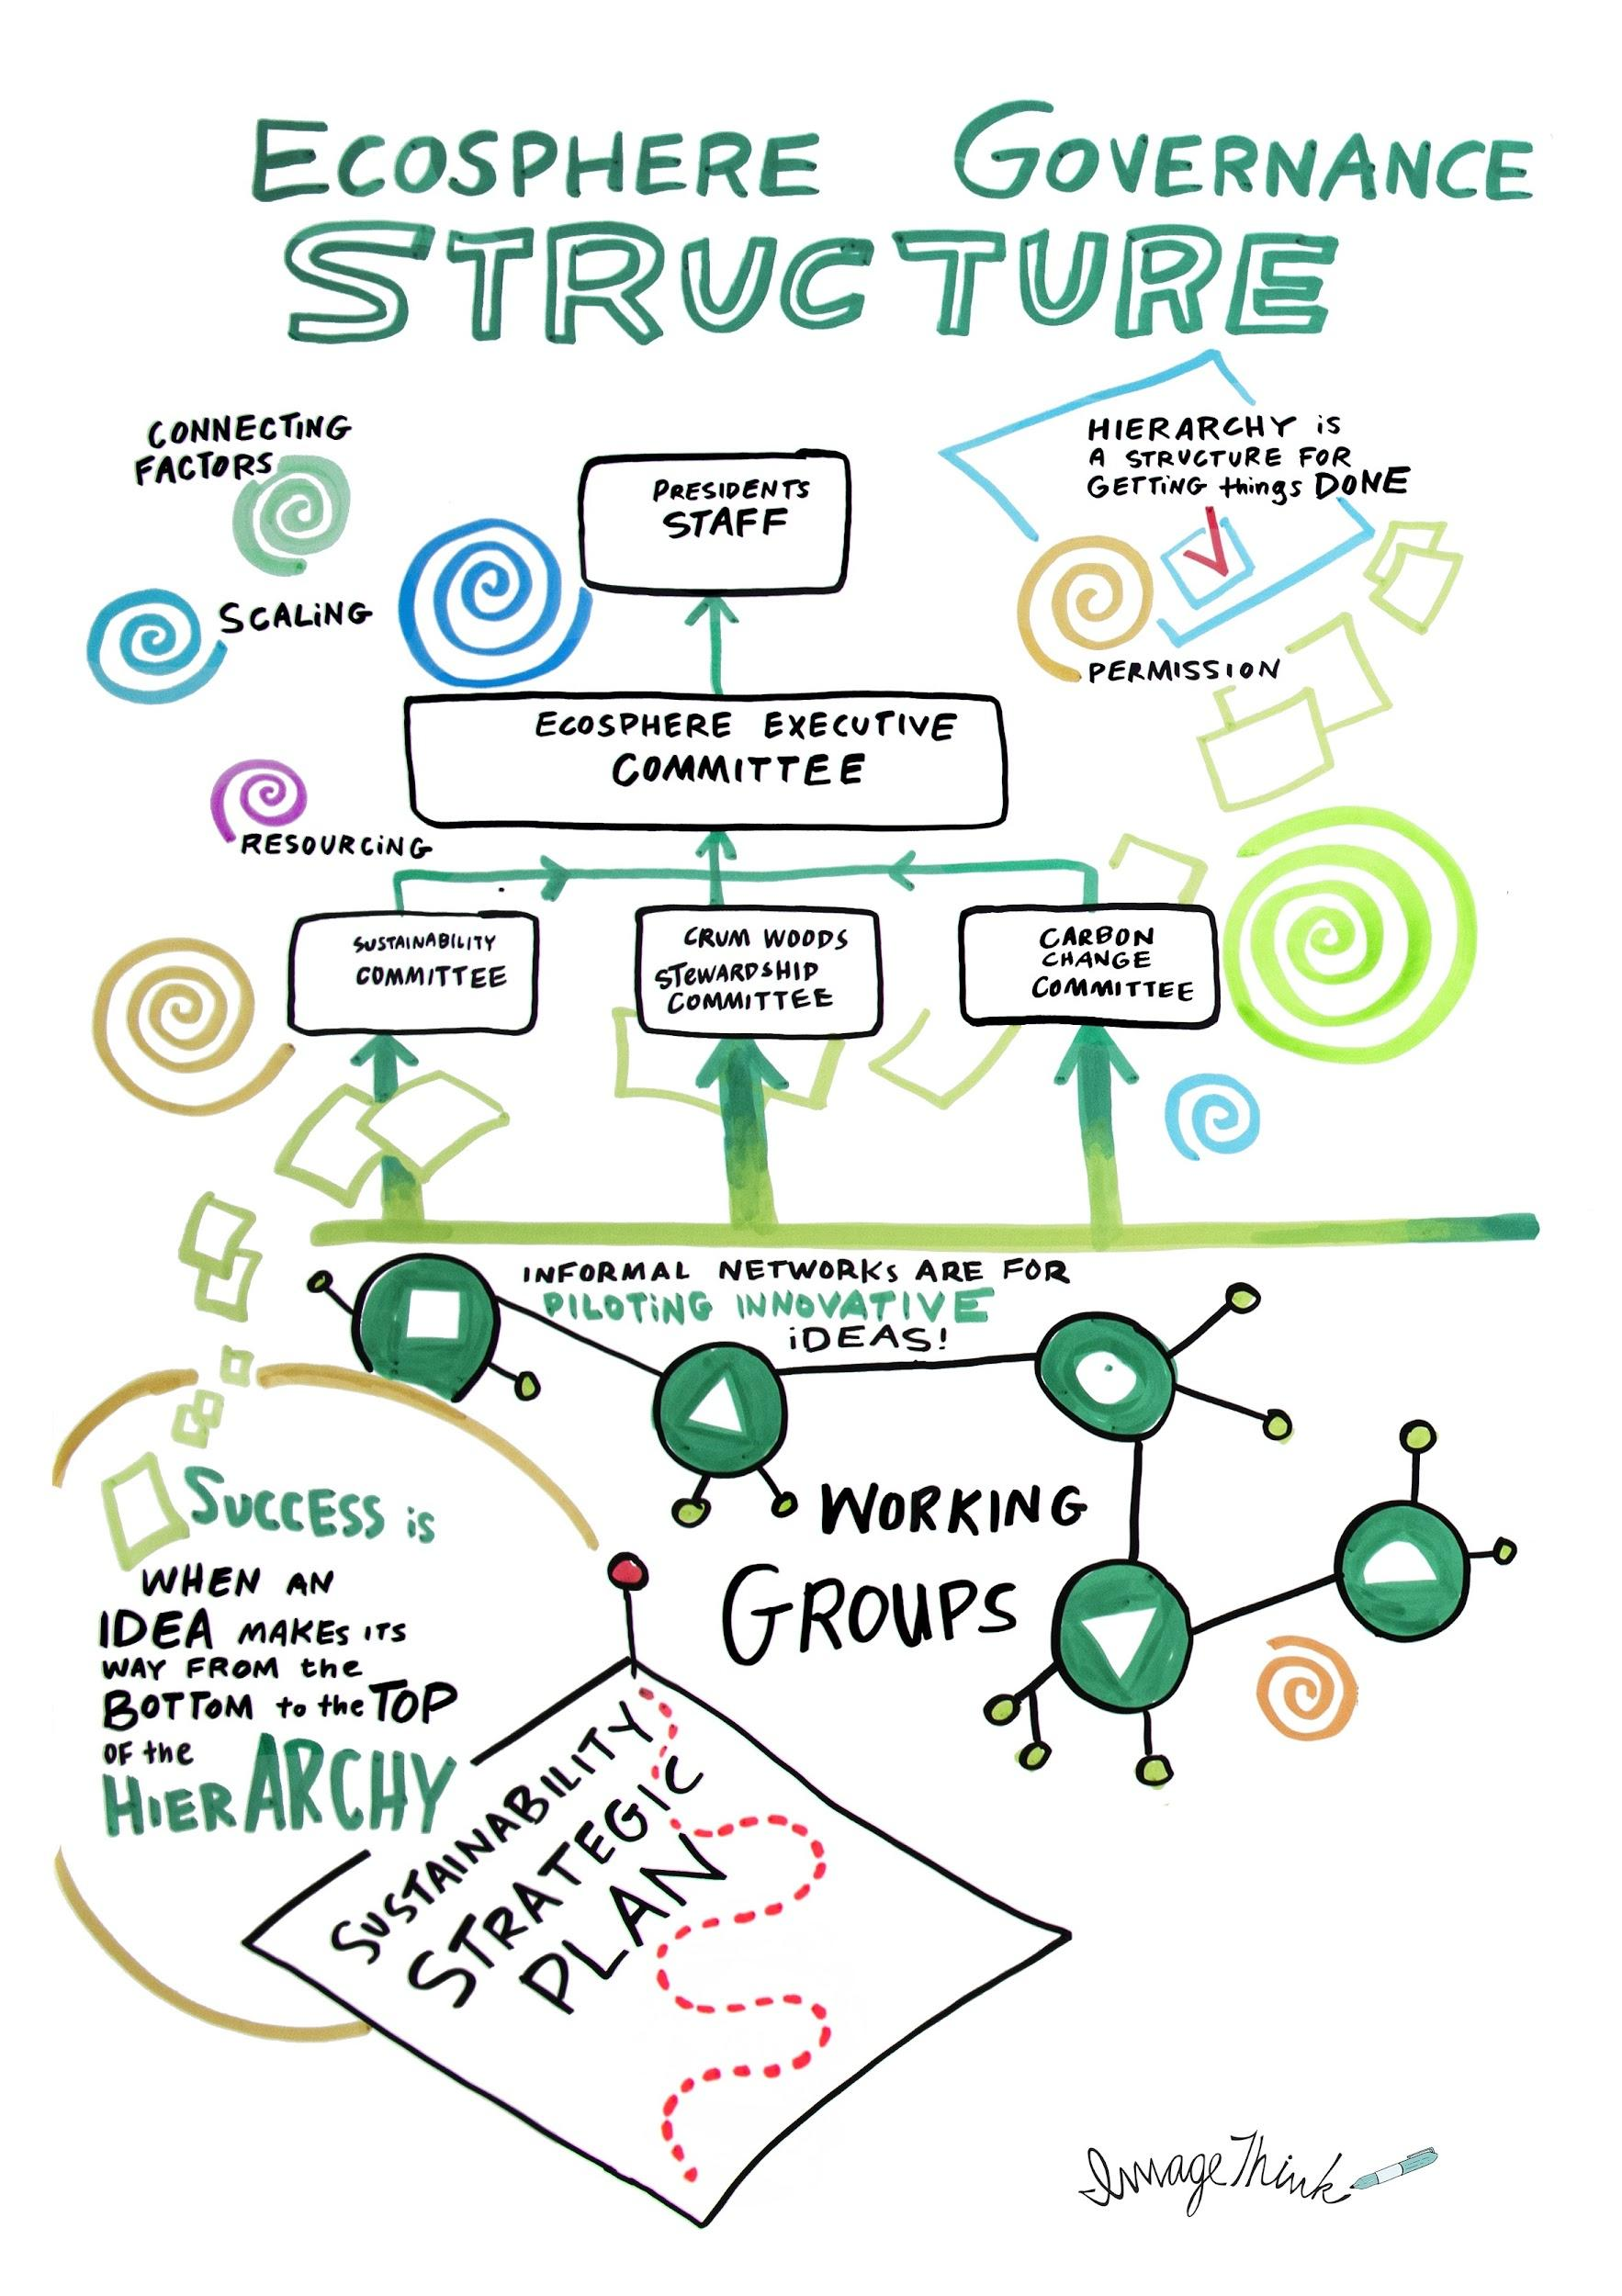 ECOSPHERE GOVERNANCE
STRUCTURE
CONNECTING
FACTORS
SCALING
RESOURCING
HIERARCHY is
A STRUCTURE FOR
GETTING things DONE
PERMISSION
PRESIDENTS
STAFF
ECOSPHERE EXECUTIVE
COMMITTEE
SUSTAINABILITY
COMMITTEE
CRUM WOODS
STEWARDSHIP
COMMITTEE
CARBON
CHANGE
COMMITTEE
INFORMAL NETWORKS ARE FOR
PILOTING INNOVATIVE
iDEAS!
WORKING
GROUPS
SUCCESS is
WHEN AN
IDEA MAKES ITS
WAY FROM the
BOTTOM to the TOP
OF the
HIERARCHY
SUSTAINABILITY
STRATEGIC
PLAN
ImageThink